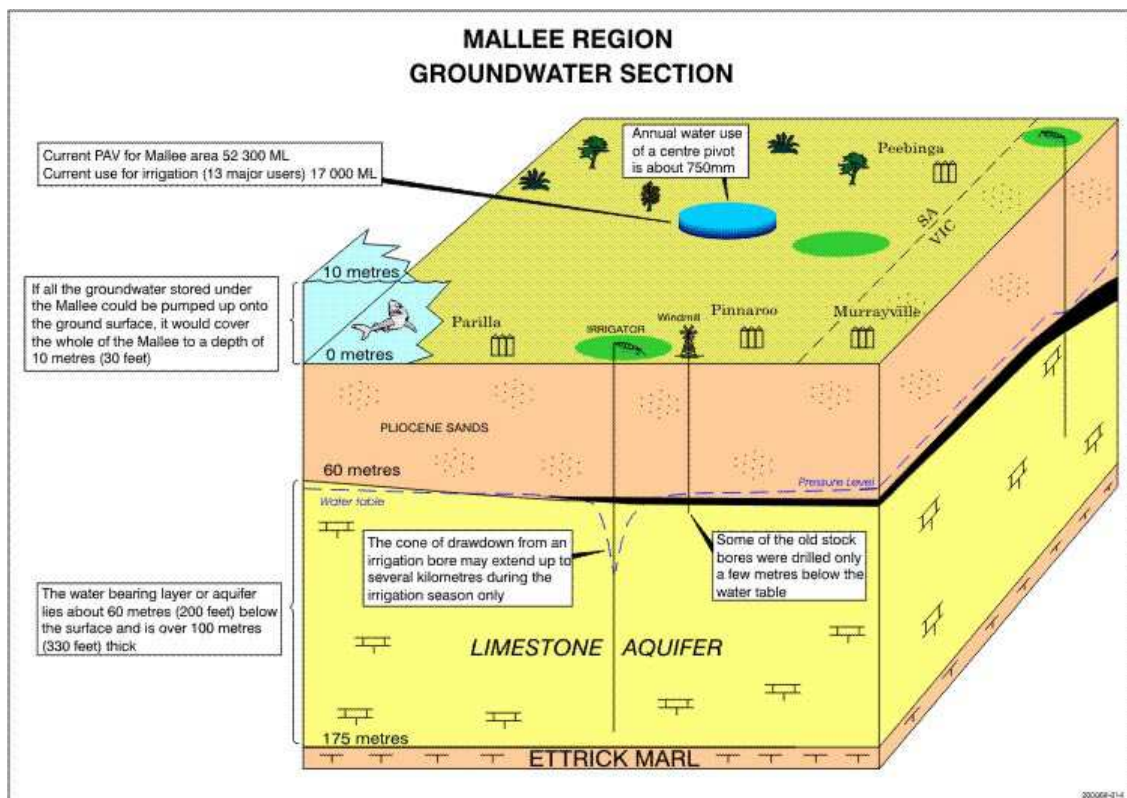 MALLEE REGION
GROUNDWATER SECTION
Current PAV for Mallee area 52 300 ML
Current use for irrigation (13 major users) 17 000 ML
Annual water use
of a centre pivot
is about 750mm
Peebinga
SA
VIC
10 metres
If all the groundwater stored under
the Mallee could be pumped up onto
the ground surface, it would cover
the whole of the Mallee to a depth of
10 metres (30 feet)
Parilla
IRRIGATOR
Windmill
Pinnaroo
Murrayville
0 metres
PLIOCENE SANDS
60 metres
Water table
Pressure Level
The cone of drawdown from an
irrigation bore may extend up to
several kilometres during the
irrigation season only
Some of the old stock
bores were drilled only
a few metres below the
water table
The water bearing layer or aquifer
lies about 60 metres (200 feet) below
the surface and is over 100 metres
(330 feet) thick
LIMESTONE AQUIFER
175 metres
ETTRICK MARL